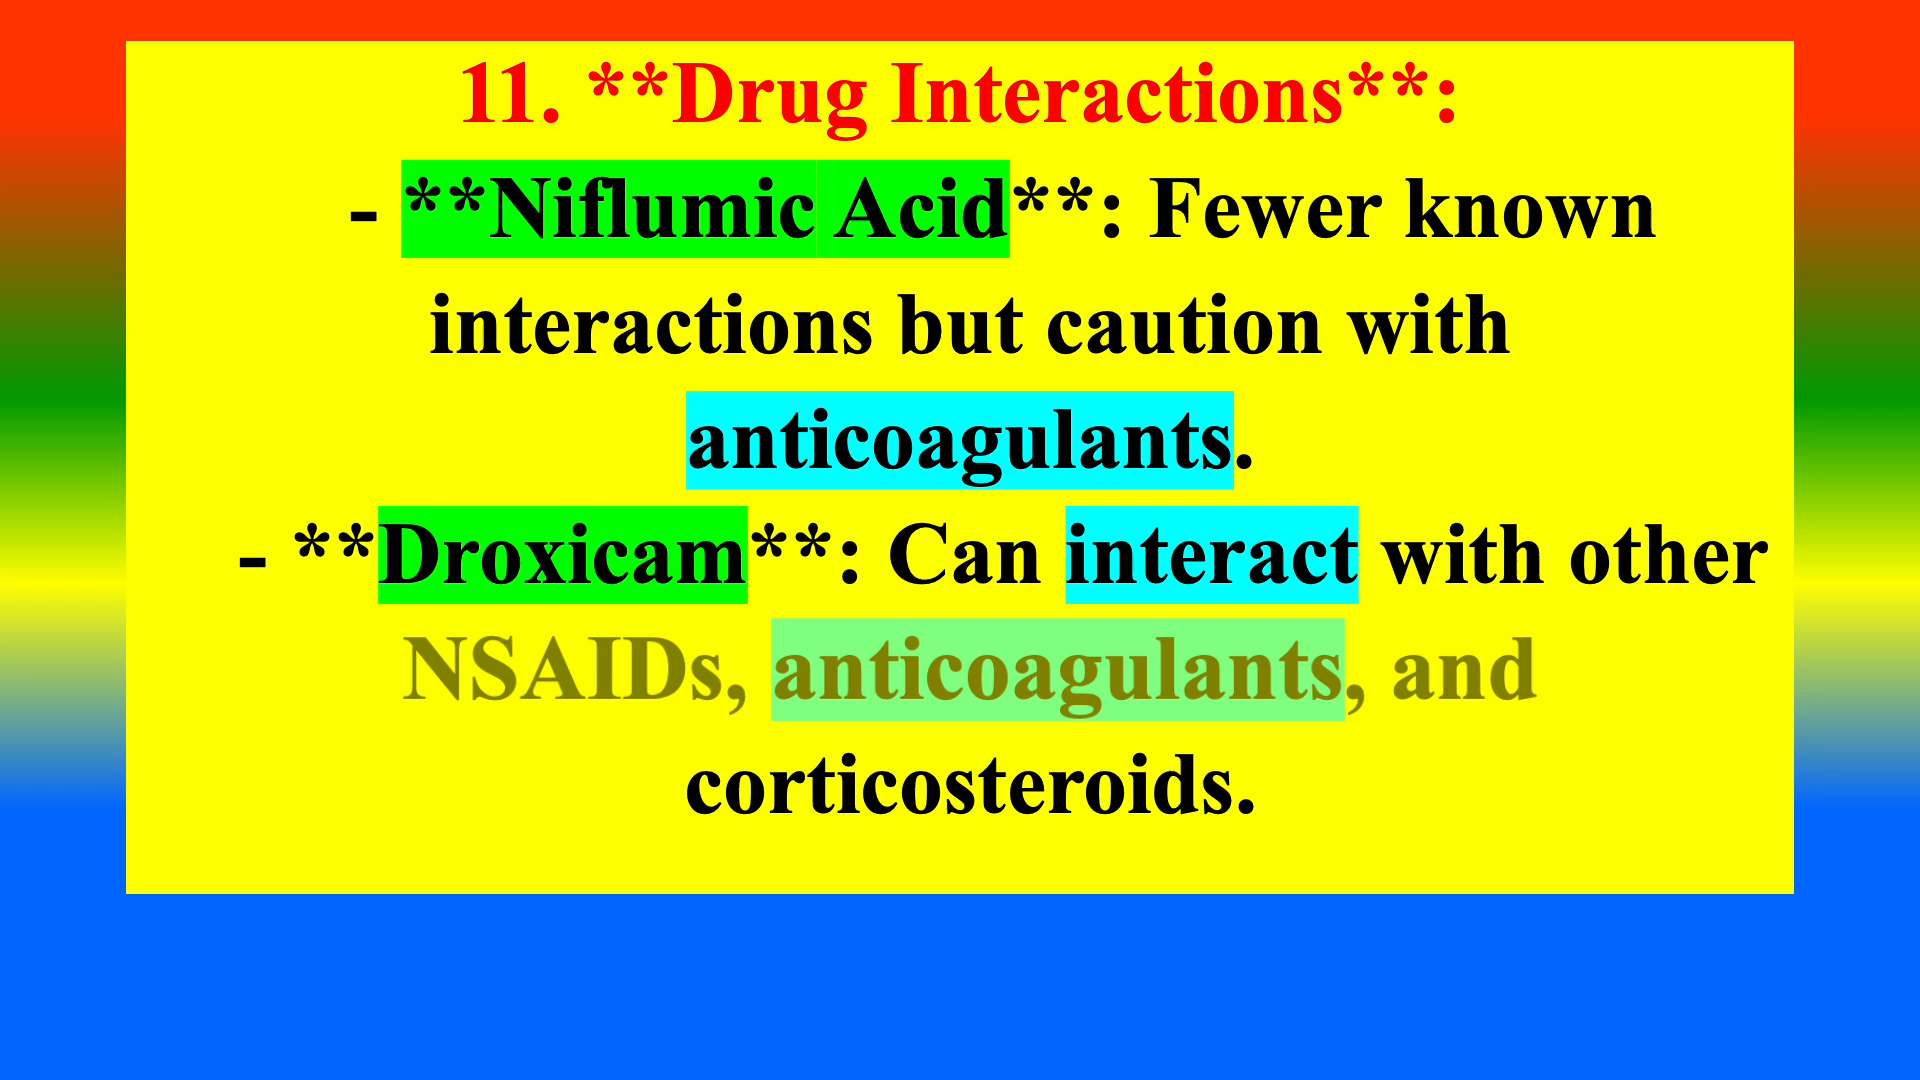 11. **Drug Interactions**:
- **Niflumic Acid**: Fewer known
interactions but caution with
anticoagulants.
- **Droxicam**: Can interact with other
NSAIDs, anticoagulants, and
corticosteroids.